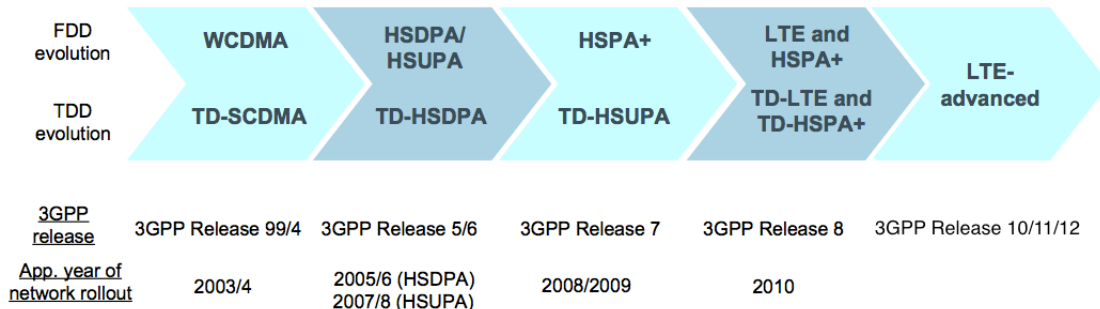 FDD
evolution
WCDMA
HSDPA/
HSUPA
HSPA+
LTE and
HSPA+
LTE-
advanced
TDD
evolution
TD-SCDMA
TD-HSDPA
TD-HSUPA
TD-LTE and
TD-HSPA+
3GPP
release
3GPP Release 99/4
3GPP Release 5/6
3GPP Release 7
3GPP Release 8
3GPP Release 10/11/12
App. year of
network rollout
2003/4
2005/6 (HSDPA)
2007/8 (HSUPA)
2008/2009
2010